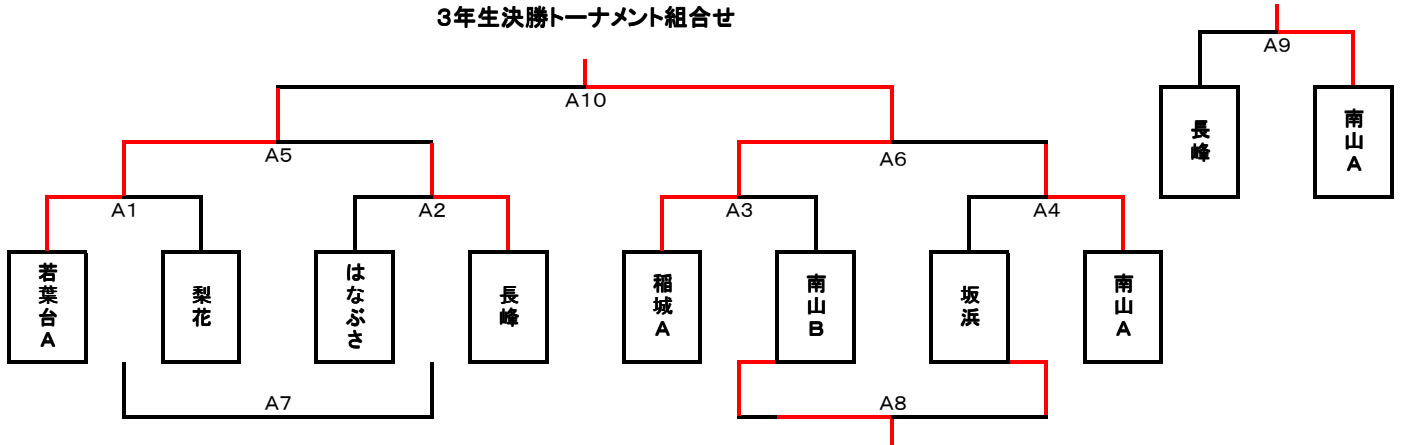 3年生決勝トーナメント組合せ
A9
A10
長峰
南山A
A5
A6
A1
A2
A3
A4
若葉台A
梨花
はなぶさ
長峰
稲城A
南山B
坂浜
南山A
A7
A8